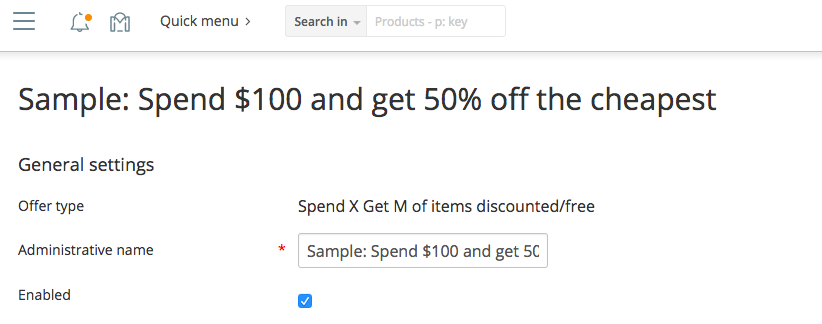 Quick menu >
Search in Products - p: key
Sample: Spend $100 and get 50% off the cheapest
General settings
Offer type Spend X Get M of items discounted/free
Administrative name * Sample: Spend $100 and get 50
Enabled